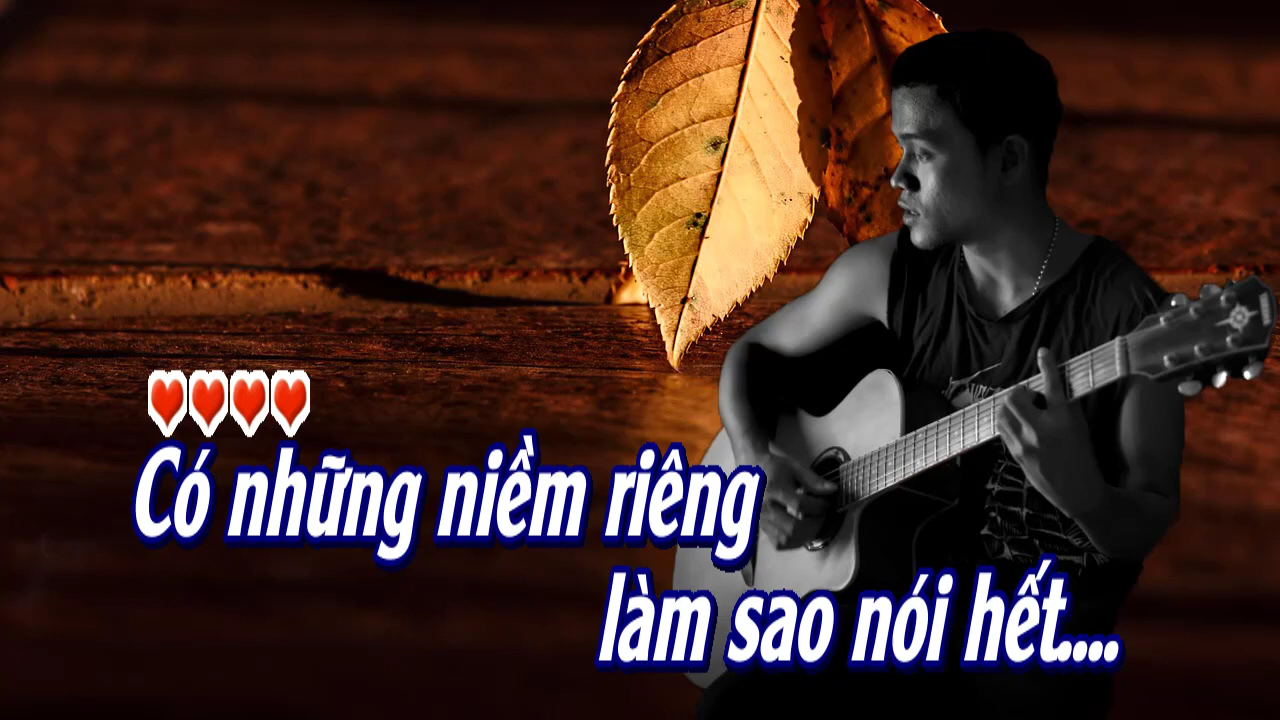 Có những niềm riêng
làm sao nói hết....